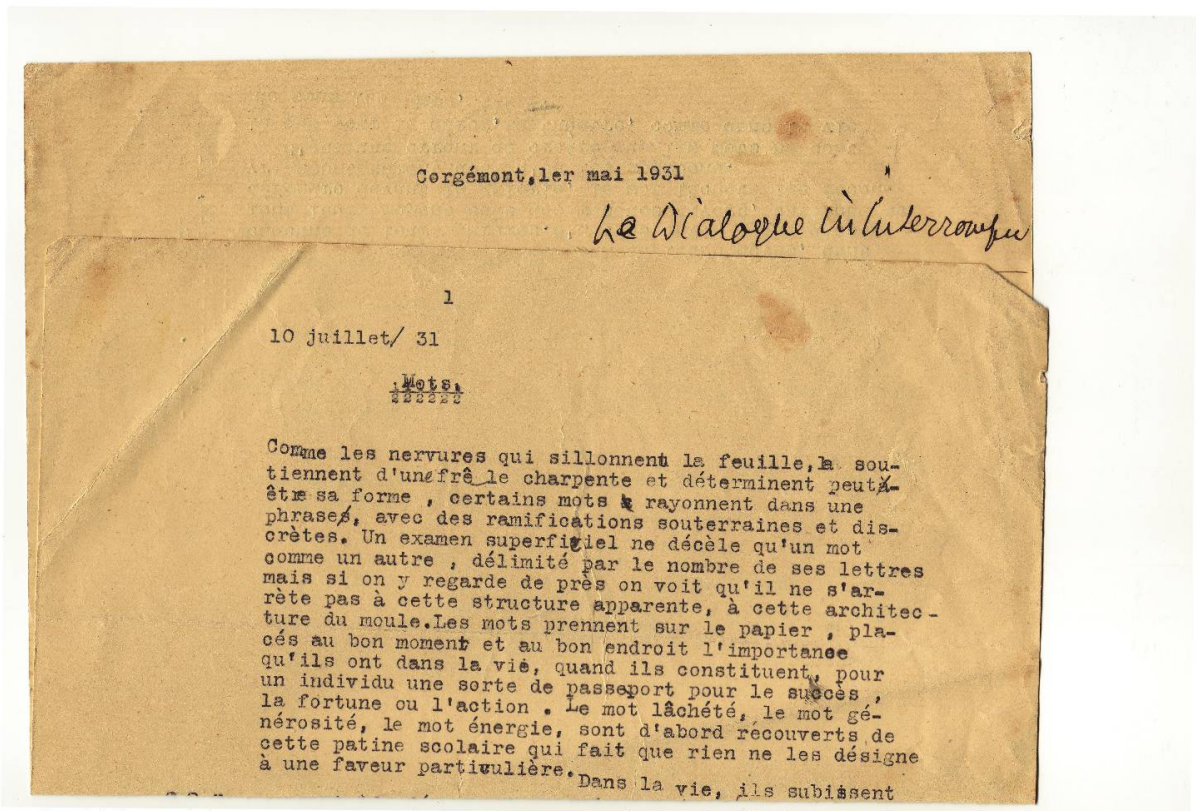 Corgémont,1er mai 1931
Le Dialogue ininterrompu
1
10 juillet/ 31
Mots.
Comme les nervures qui sillonnent la feuille,la sou-
tiennent d'une frêle charpente et déterminent peut-
être sa forme , certains mots rayonnent dans une
phrase, avec des ramifications souterraines et dis-
crètes. Un examen superficiel ne décèle qu'un mot
comme un autre , délimité par le nombre de ses lettres
mais si on y regarde de près on voit qu'il ne s'ar-
rète pas à cette structure apparente, à cette architec-
ture du moule.Les mots prennent sur le papier , pla-
cés au bon moment et au bon endroit l'importance
qu'ils ont dans la vie, quand ils constituent, pour
un individu une sorte de passeport pour le succès ,
la fortune ou l'action . Le mot lâchété, le mot gé-
nérosité, le mot énergie, sont d'abord récouverts de
cette patine scolaire qui fait que rien ne les désigne
à une faveur particulière. Dans la vie, ils subissent